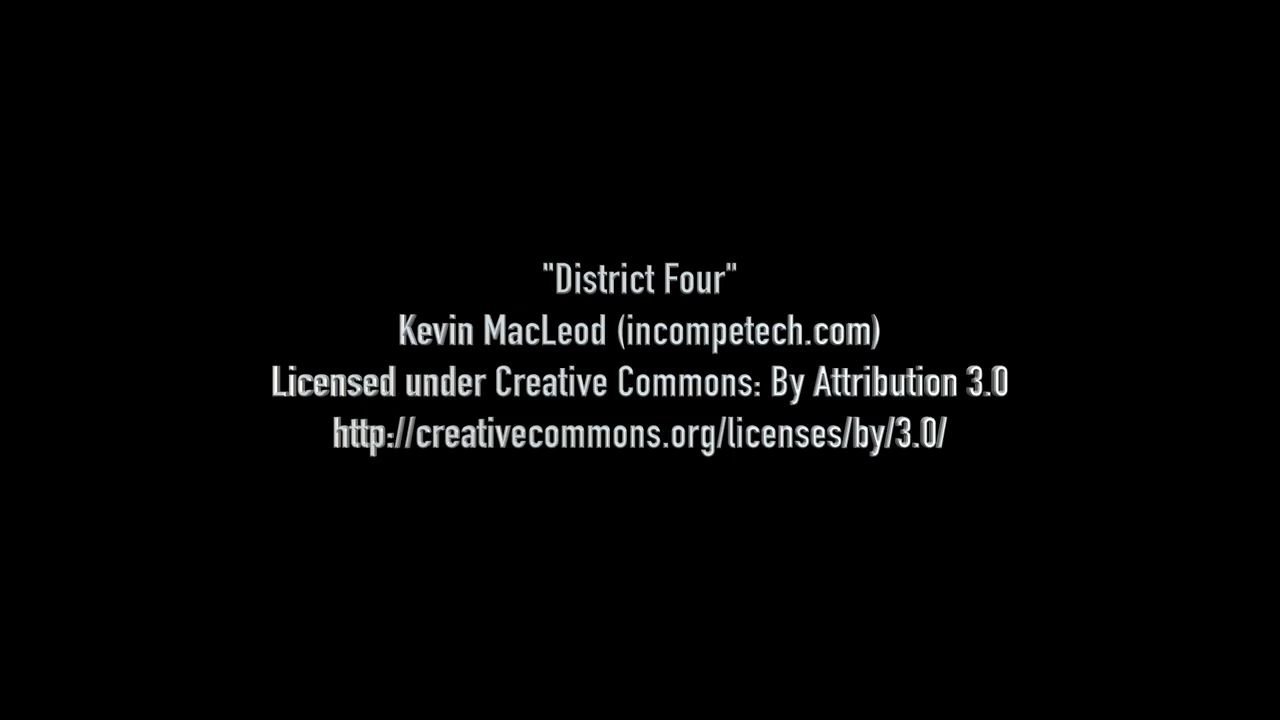 "District Four"
Kevin MacLeod (incompetech.com)
Licensed under Creative Commons: By Attribution 3.0
http://creativecommons.org/licenses/by/3.0/